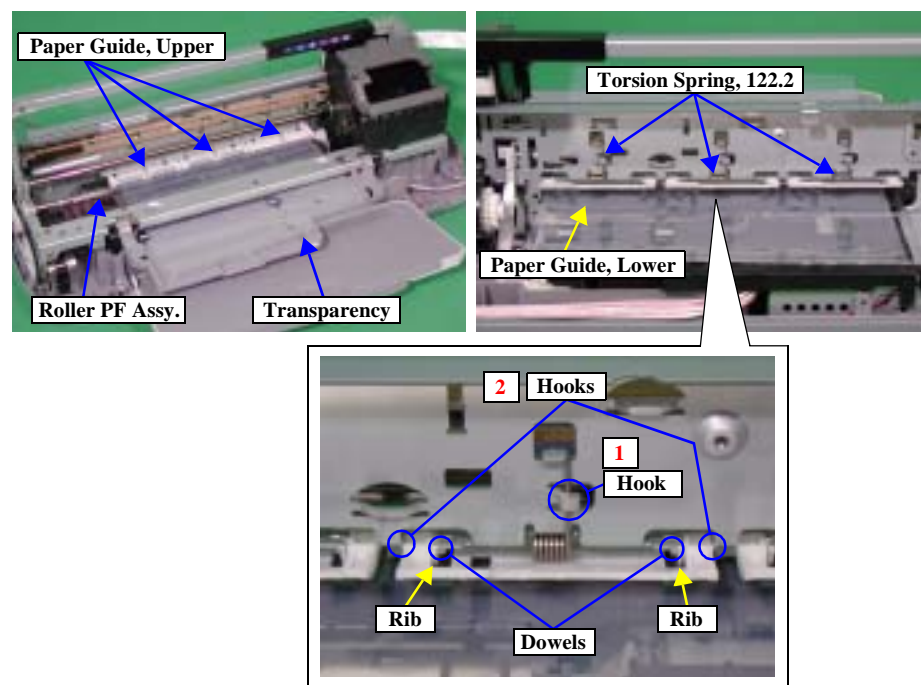 Paper Guide, Upper
Roller PF Assy.
Transparency
Torsion Spring, 122.2
Paper Guide, Lower
2 Hooks
1
Hook
Rib
Rib
Dowels